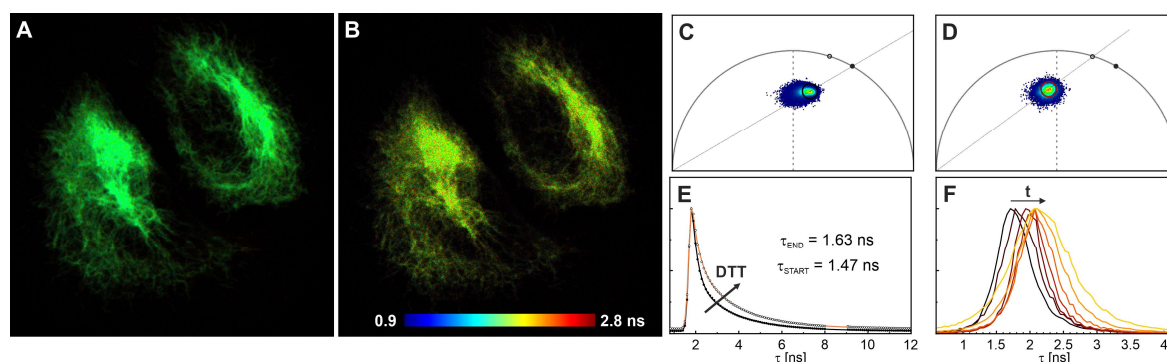 A
B
0.9
2.8 ns
C
D
E
τEND = 1.63 ns
τSTART = 1.47 ns
DTT
2 4 6 8 10 12
τ [ns]
F
t
1 1.5 2 2.5 3 3.5 4
τ [ns]